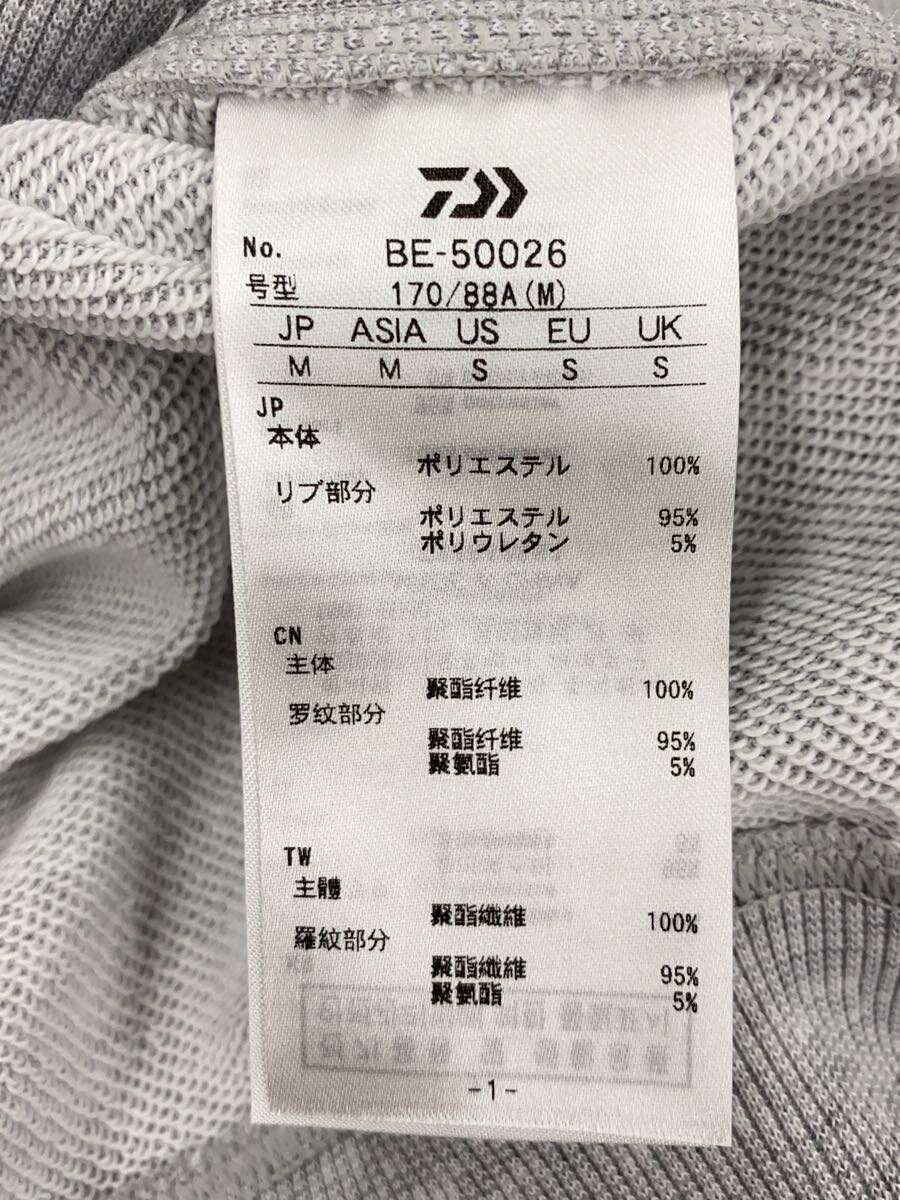 No. BE-50026
号型 170/88A(M)
JP ASIA US EU UK
M M S S S
JP
本体
ポリエステル 100%
リブ部分
ポリエステル 95%
ポリウレタン 5%
CN
主体
聚酯纤维 100%
罗纹部分
聚酯纤维 95%
聚氨酯 5%
TW
主體
聚酯纖維 100%
羅紋部分
聚酯纖維 95%
聚氨酯 5%
-1-